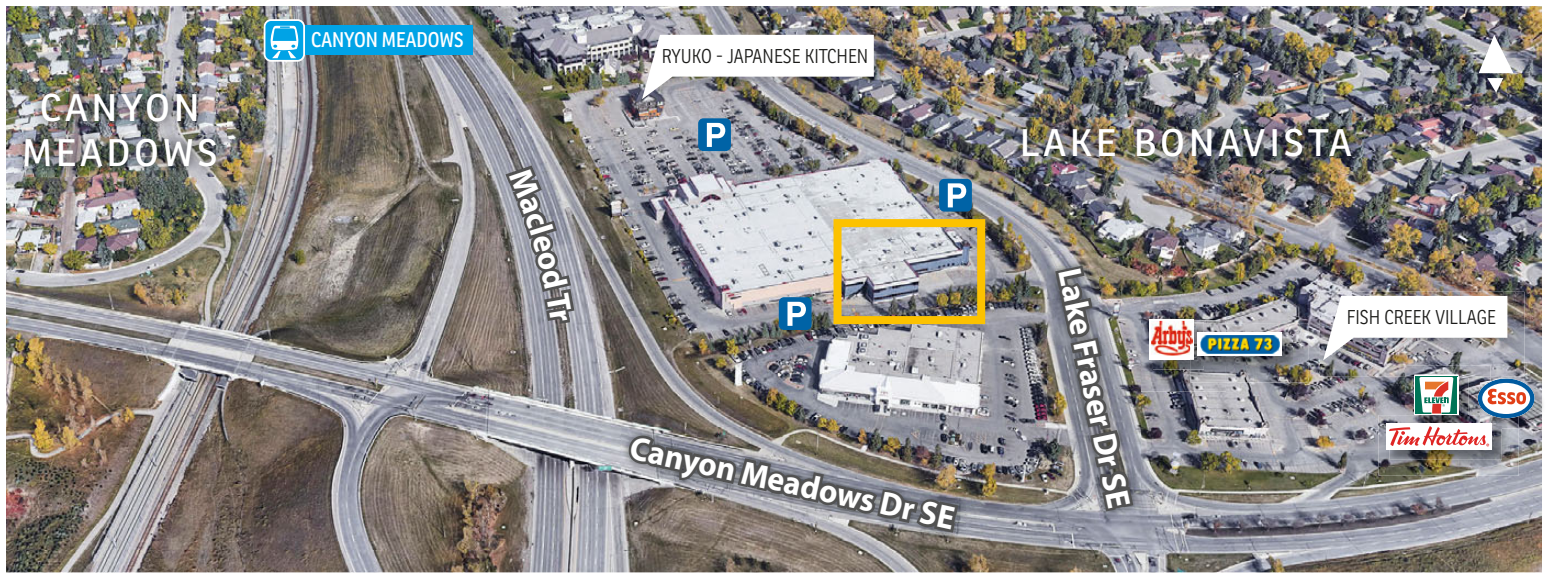 CANYON MEADOWS
RYUKO - JAPANESE KITCHEN
CANYON
MEADOWS
P
LAKE BONAVISTA
Macleod Tr
P
P
Lake Fraser Dr SE
FISH CREEK VILLAGE
Arby's
PIZZA 73
7
ELEVEN
Esso
Tim Hortons.
Canyon Meadows Dr SE